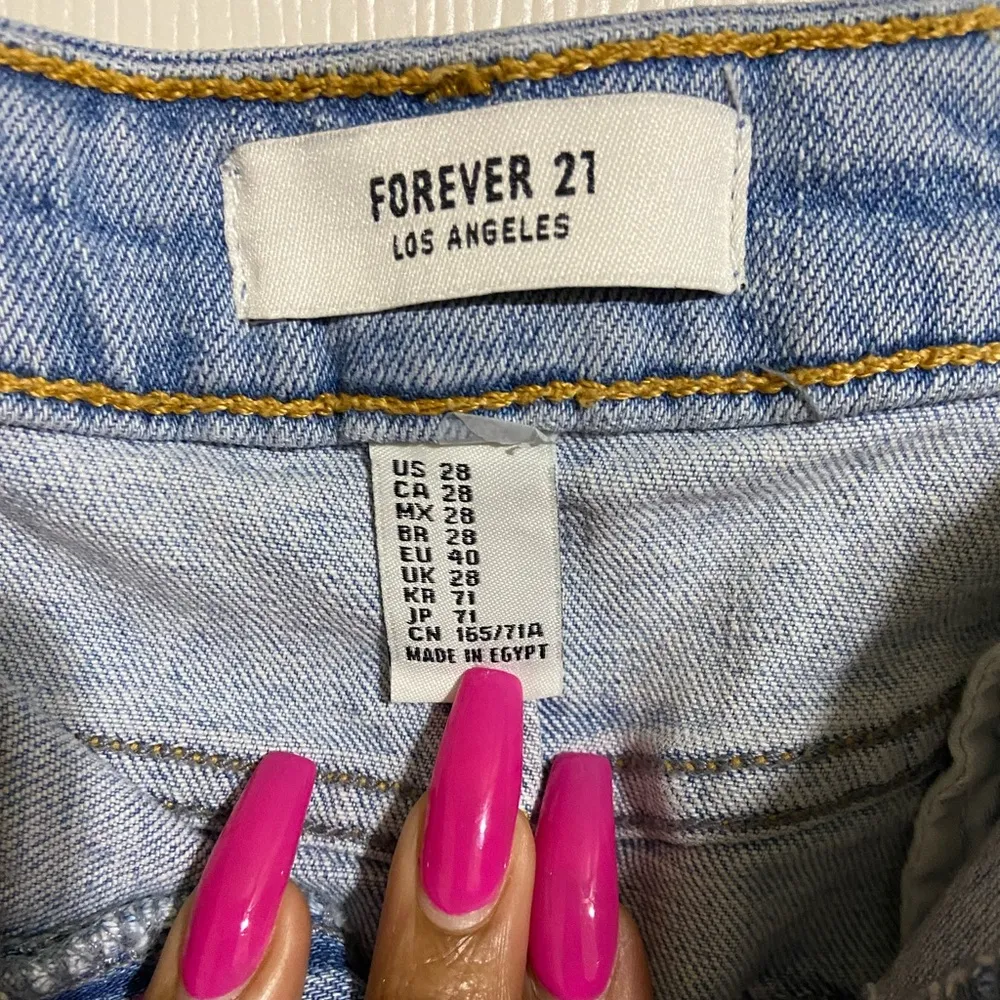 FOREVER 21
LOS ANGELES
US 28
CA 28
MX 28
BR 28
EU 40
UK 28
KR 71
JP 71
CN 165/71A
MADE IN EGYPT